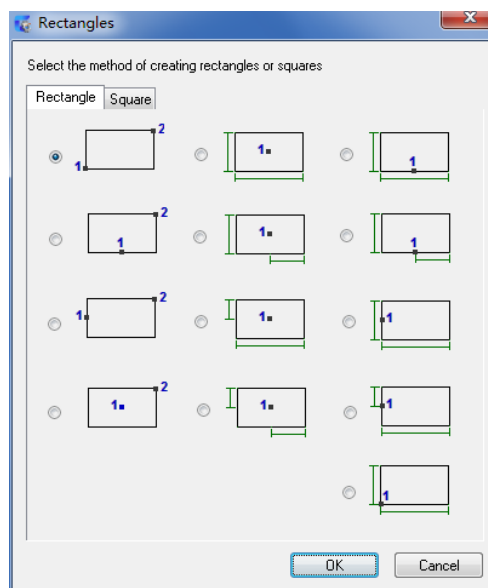 Rectangles
x
Select the method of creating rectangles or squares
Rectangle Square
2
1 1 1
2
1 1 1
2
1 1 1
2
1 1 1
1
OK Cancel